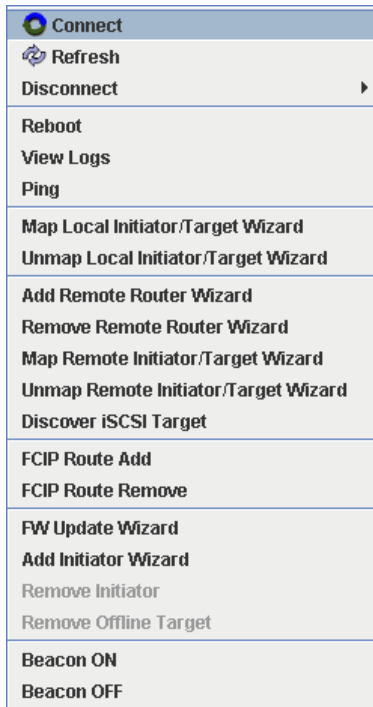 Connect
Refresh
Disconnect
Reboot
View Logs
Ping
Map Local Initiator/Target Wizard
Unmap Local Initiator/Target Wizard
Add Remote Router Wizard
Remove Remote Router Wizard
Map Remote Initiator/Target Wizard
Unmap Remote Initiator/Target Wizard
Discover iSCSI Target
FCIP Route Add
FCIP Route Remove
FW Update Wizard
Add Initiator Wizard
Remove Initiator
Remove Offline Target
Beacon ON
Beacon OFF